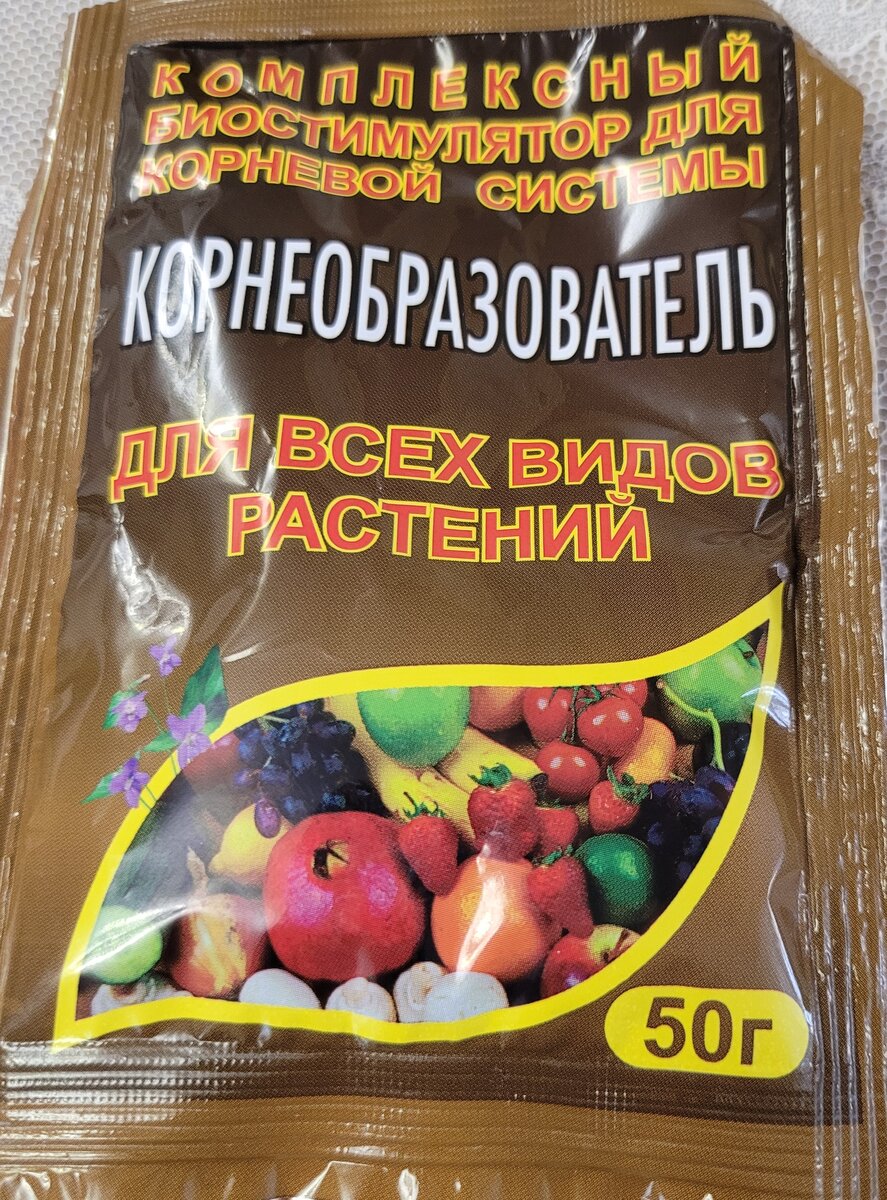 КОМПЛЕКСНЫЙ
БИОСТИМУЛЯТОР ДЛЯ
КОРНЕВОЙ СИСТЕМЫ
КОРНЕОБРАЗОВАТЕЛЬ
ДЛЯ ВСЕХ ВИДОВ
РАСТЕНИЙ
50г